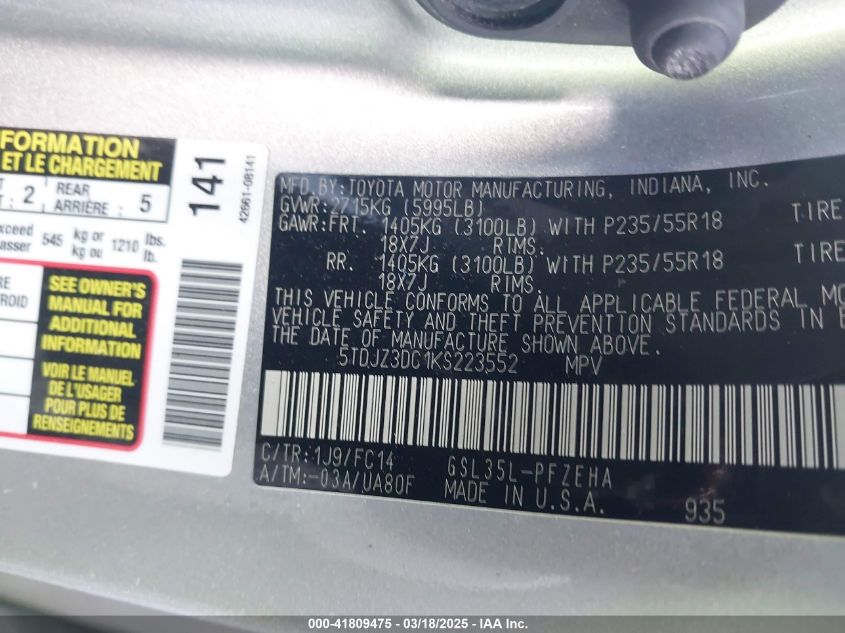 FORMATION
ET LE CHARGEMENT
2 REAR ARRIÈRE 5
545 kg or kg ou 1210 lbs. lb.
SEE OWNER'S
MANUAL FOR
ADDITIONAL
INFORMATION
VOIR LE MANUEL
DE L'USAGER
POUR PLUS DE
RENSEIGNEMENTS
141
42661-08141
MFD.BY:TOYOTA MOTOR MANUFACTURING, INDIANA, INC.
GVWR:2715KG (5995LB)
GAWR:FRT. 1405KG (3100LB) WITH P235/55R18 TIRE
18X7J RIMS.
RR. 1405KG (3100LB) WITH P235/55R18 TIRE
18X7J RIMS.
THIS VEHICLE CONFORMS TO ALL APPLICABLE FEDERAL MO
VEHICLE SAFETY AND THEFT PREVENTION STANDARDS IN E
THE DATE OF MANUFACTURE SHOWN ABOVE.
5TDJZ3DC1KS223552 MPV
C/TR:1J9/FC14 GSL35L-PFZEHA
A/TM:-03A/UA80F MADE IN U.S.A.
935
000-41809475 - 03/18/2025 - IAA Inc.